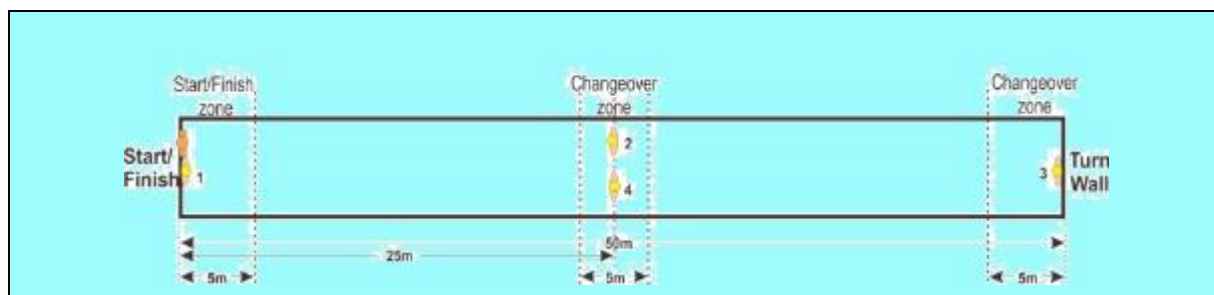 Start/Finish
zone
Changeover
zone
Changeover
zone
Start/
Finish
1
2
4
3
Turn
Wall
50m
25m
5m
5m
5m